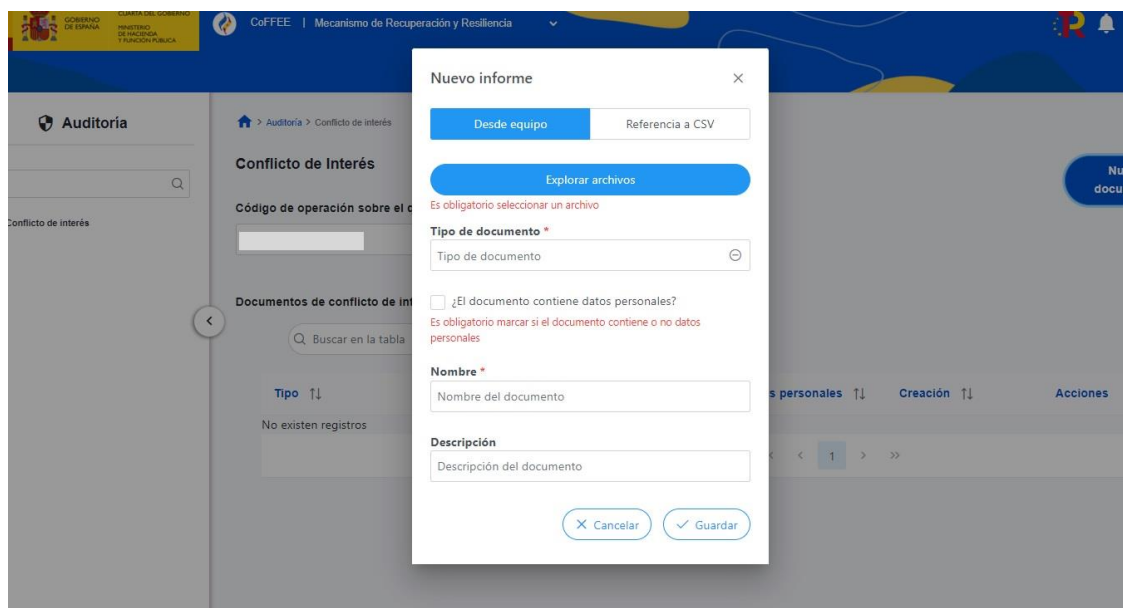 GOBIERNO
DE ESPAÑA
CUARTA DEL GOBIERNO
MINISTERIO
DE HACIENDA
Y FUNCIÓN PÚBLICA
CoFFEE | Mecanismo de Recuperación y Resiliencia
Auditoría
Conflicto de interés
> Auditoría > Conflicto de interés
Conflicto de Interés
Código de operación sobre el
Nu
docu
Documentos de conflicto de int
Buscar en la tabla
Tipo
s personales
Creación
Acciones
No existen registros
< < 1 > >>
Nuevo informe
Desde equipo
Referencia a CSV
Explorar archivos
Es obligatorio seleccionar un archivo
Tipo de documento *
Tipo de documento
¿El documento contiene datos personales?
Es obligatorio marcar si el documento contiene o no datos
personales
Nombre *
Nombre del documento
Descripción
Descripción del documento
Cancelar
Guardar